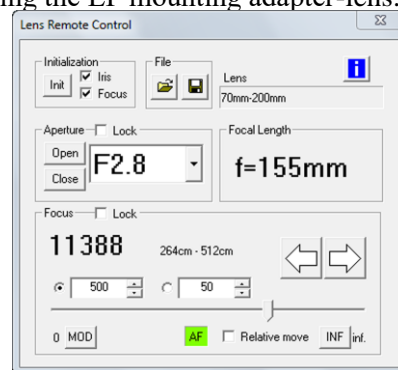 ng the EF mounting adapter-lens.
Lens Remote Control
Initialization
Init
Iris
Focus
File
Lens
70mm-200mm
i
Aperture
Lock
Open
Close
F2.8
Focal Length
f=155mm
Focus
Lock
11388
264cm - 512cm
500
50
0
MOD
AF
Relative move
INF
inf.